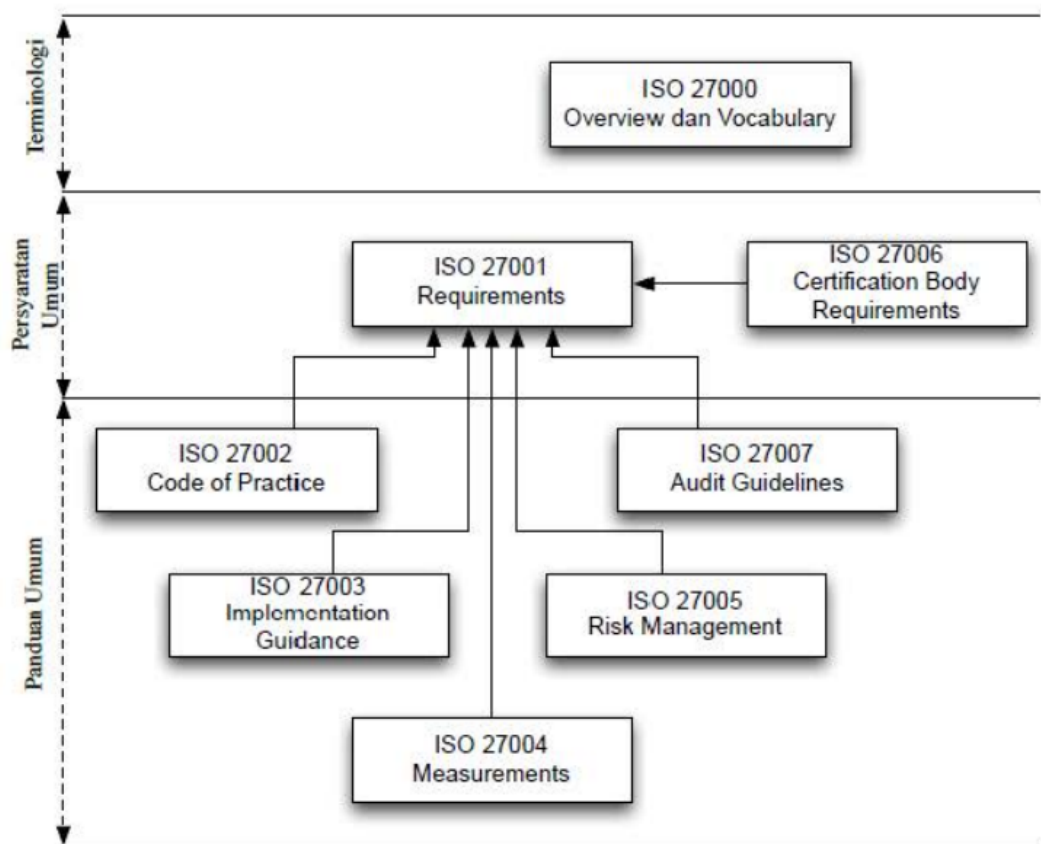 Terminologi
ISO 27000
Overview dan Vocabulary
Persyaratan
Umum
ISO 27001
Requirements
ISO 27006
Certification Body
Requirements
Panduan Umum
ISO 27002
Code of Practice
ISO 27007
Audit Guidelines
ISO 27003
Implementation
Guidance
ISO 27005
Risk Management
ISO 27004
Measurements